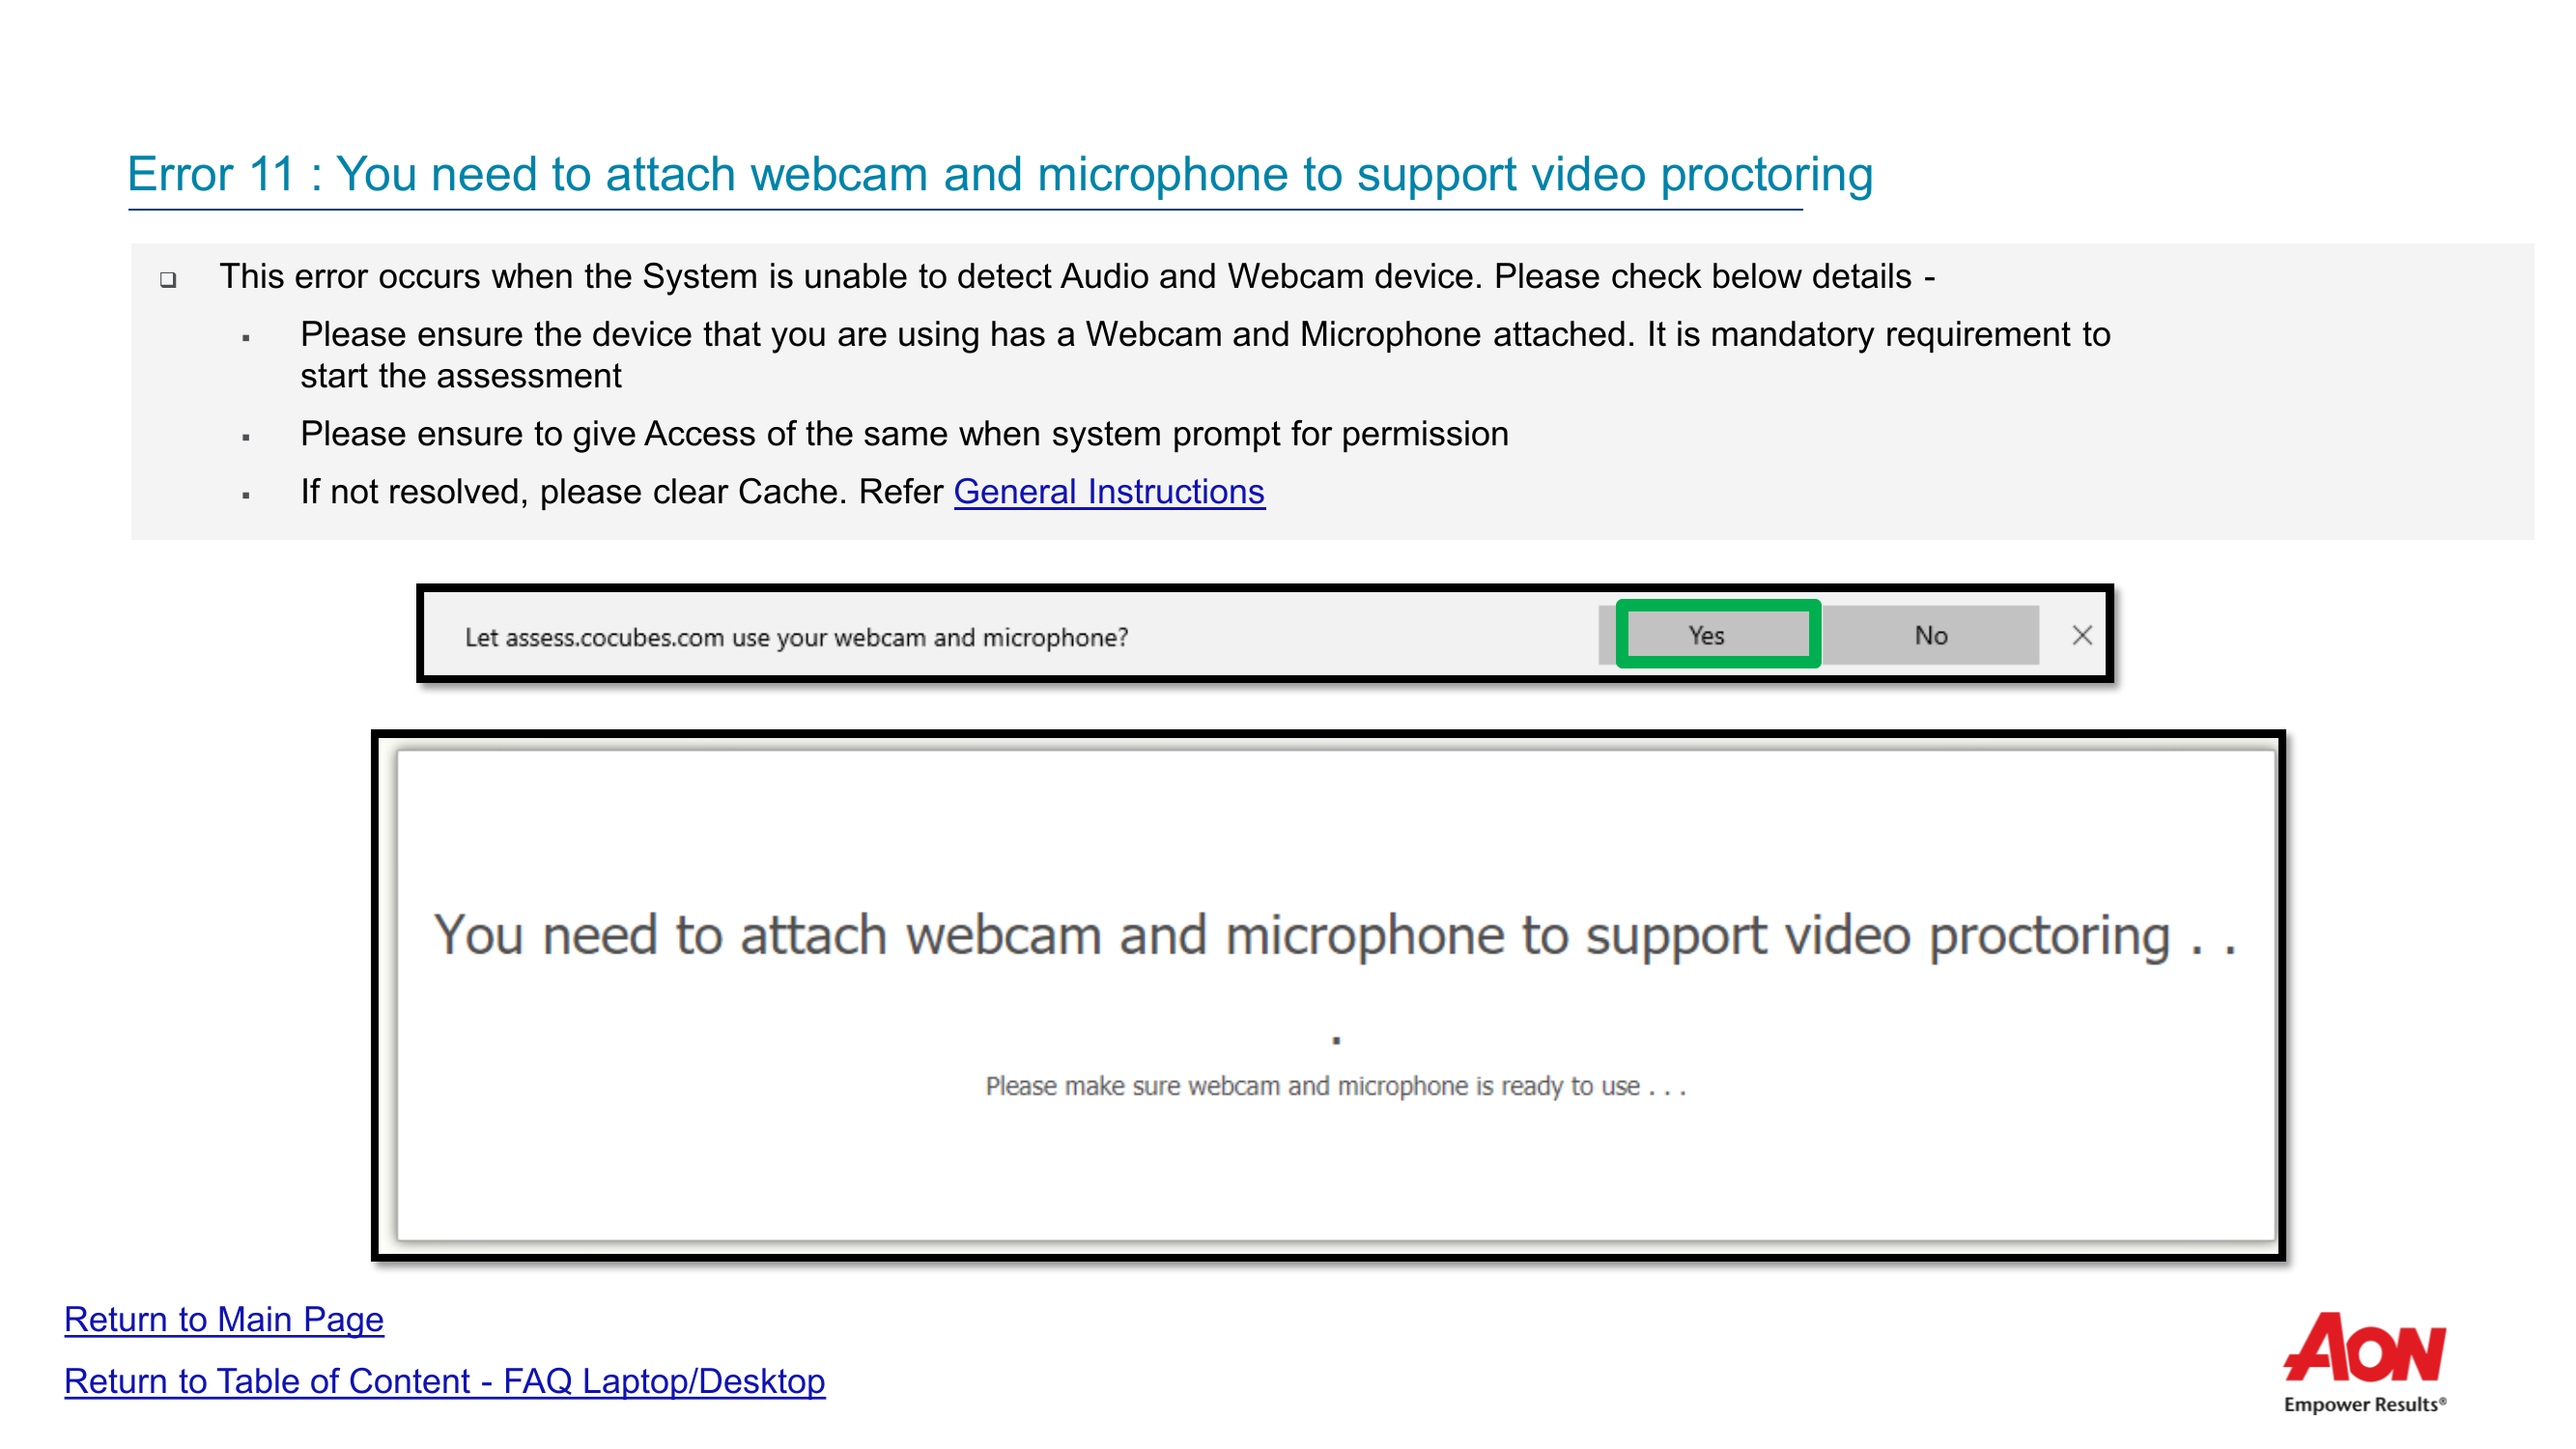 Error 11 : You need to attach webcam and microphone to support video proctoring
❑ This error occurs when the System is unable to detect Audio and Webcam device. Please check below details -
▪ Please ensure the device that you are using has a Webcam and Microphone attached. It is mandatory requirement to
start the assessment
▪ Please ensure to give Access of the same when system prompt for permission
▪ If not resolved, please clear Cache. Refer General Instructions
Let assess.cocubes.com use your webcam and microphone? Yes No
You need to attach webcam and microphone to support video proctoring . .
.
Please make sure webcam and microphone is ready to use . . .
Return to Main Page
Return to Table of Content - FAQ Laptop/Desktop
AON
Empower Results®